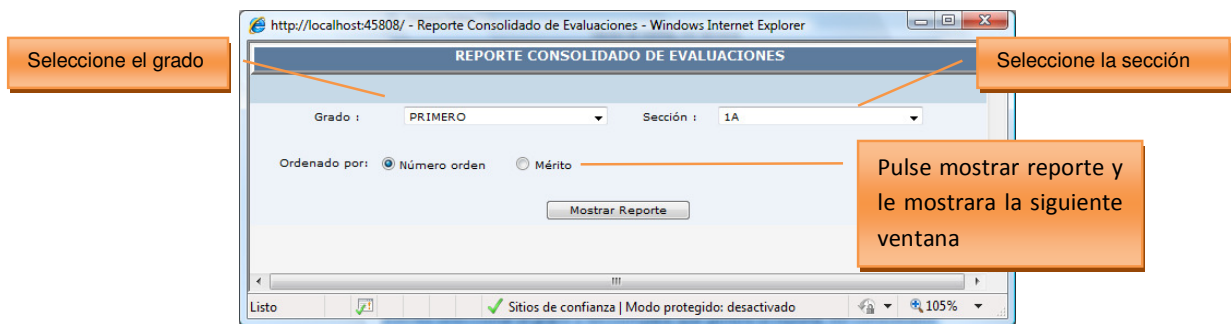 http://localhost:45808/ - Reporte Consolidado de Evaluaciones - Windows Internet Explorer
REPORTE CONSOLIDADO DE EVALUACIONES
Seleccione el grado
Seleccione la sección
Grado : PRIMERO Sección : 1A
Ordenado por: Número orden Mérito
Pulse mostrar reporte y
le mostrara la siguiente
ventana
Mostrar Reporte
Listo Sitios de confianza | Modo protegido: desactivado 105%